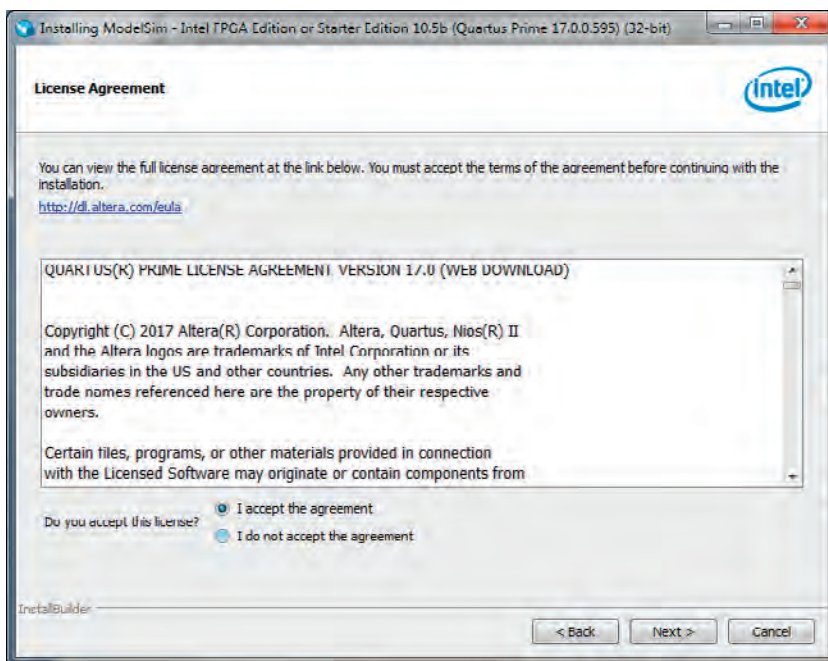 Installing ModelSim - Intel FPGA Edition or Starter Edition 10.5b (Quartus Prime 17.0.0.595) (32-bit)
License Agreement
intel
You can view the full license agreement at the link below. You must accept the terms of the agreement before continuing with the
installation.
http://dl.altera.com/eula
QUARTUS(R) PRIME LICENSE AGREEMENT VERSION 17.0 (WEB DOWNLOAD)
Copyright (C) 2017 Altera(R) Corporation.  Altera, Quartus, Nios(R) II
and the Altera logos are trademarks of Intel Corporation or its
subsidiaries in the US and other countries.  Any other trademarks and
trade names referenced here are the property of their respective
owners.
Certain files, programs, or other materials provided in connection
with the Licensed Software may originate or contain components from
Do you accept this license?
I accept the agreement
I do not accept the agreement
InstallBuilder
< Back
Next >
Cancel